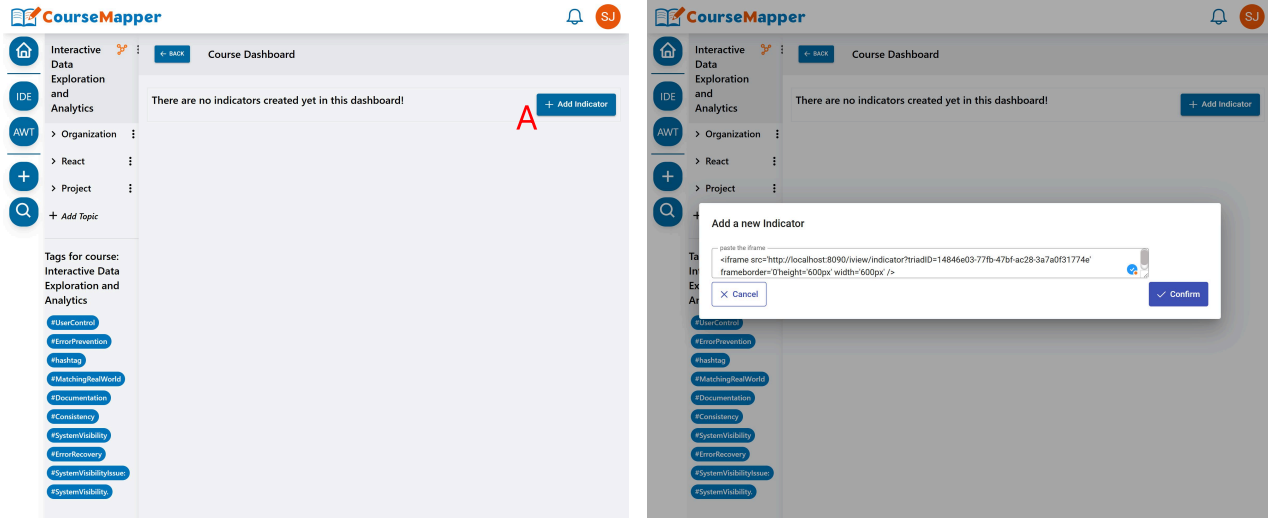 CourseMapper
SJ
Interactive
Data
Exploration
and
Analytics
← BACK
Course Dashboard
IDE
AWT
There are no indicators created yet in this dashboard!
A
+ Add Indicator
Organization
React
Project
+ Add Topic
Tags for course:
Interactive Data
Exploration and
Analytics
#UserControl
#ErrorPrevention
#hashtag
#MatchingRealWorld
#Documentation
#Consistency
#SystemVisibility
#ErrorRecovery
#SystemVisibilityIssue:
#SystemVisibility.
CourseMapper
SJ
Interactive
Data
Exploration
and
Analytics
← BACK
Course Dashboard
IDE
AWT
There are no indicators created yet in this dashboard!
+ Add Indicator
Organization
React
Project
+
Add a new Indicator
paste the iframe
<iframe src='http://localhost:8090/iview/indicator?triadID=14846e03-77fb-47bf-ac28-3a7a0f31774e'
frameborder='0'height='600px' width='600px' />
Cancel
Confirm
Ta
In
Ex
Ar
#UserControl
#ErrorPrevention
#hashtag
#MatchingRealWorld
#Documentation
#Consistency
#SystemVisibility
#ErrorRecovery
#SystemVisibilityIssue:
#SystemVisibility.